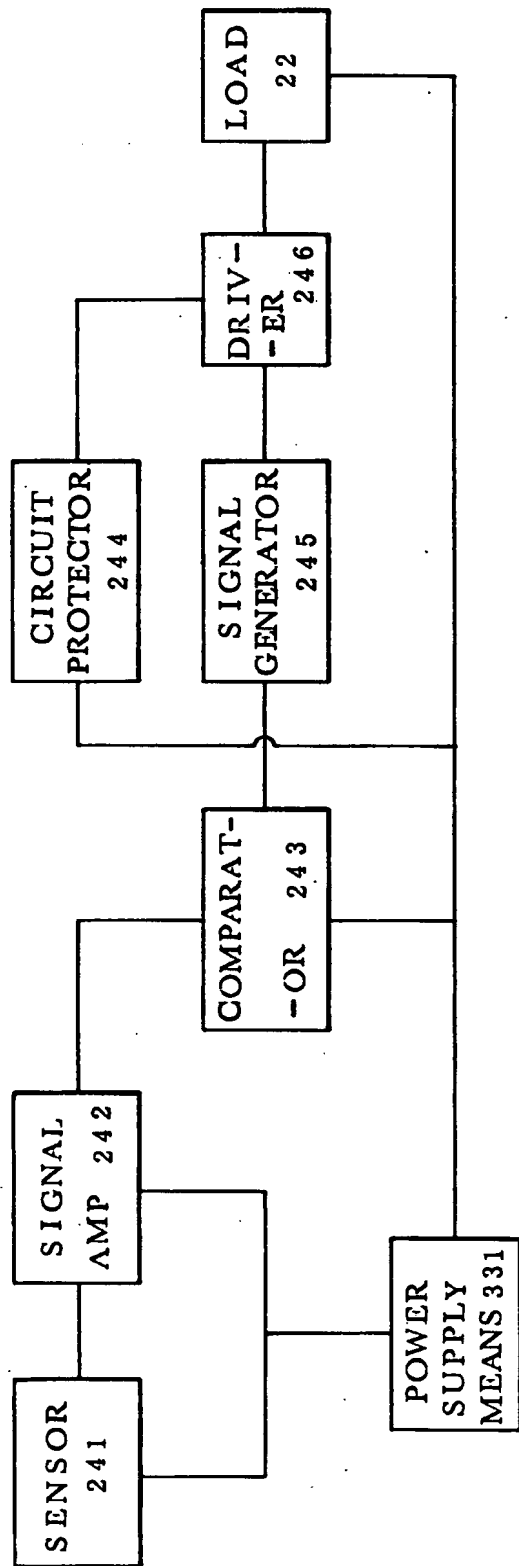 SENSOR
241
SIGNAL
AMP 242
CIRCUIT
PROTECTOR
244
COMPARAT-
-OR 243
SIGNAL
GENERATOR
245
DRIV-
-ER
246
LOAD
22
POWER
SUPPLY
MEANS 331